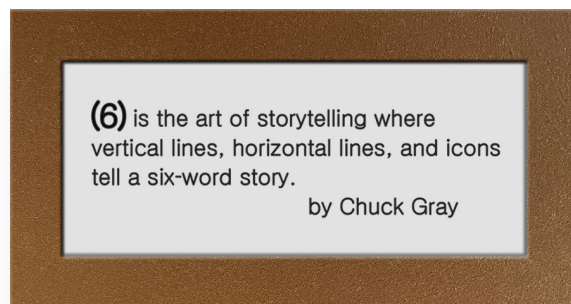 (6) is the art of storytelling where
vertical lines, horizontal lines, and icons
tell a six-word story.
by Chuck Gray